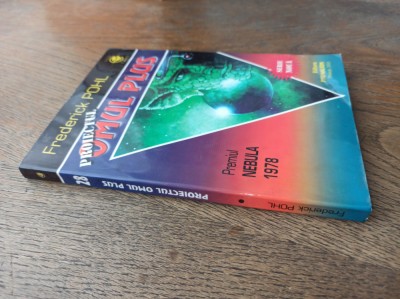 Frederick POHL
PROIECTUL
OMUL PLUS
Premiul
NEBULA
1978
28
PROIECTUL OMUL PLUS
Frederick POHL